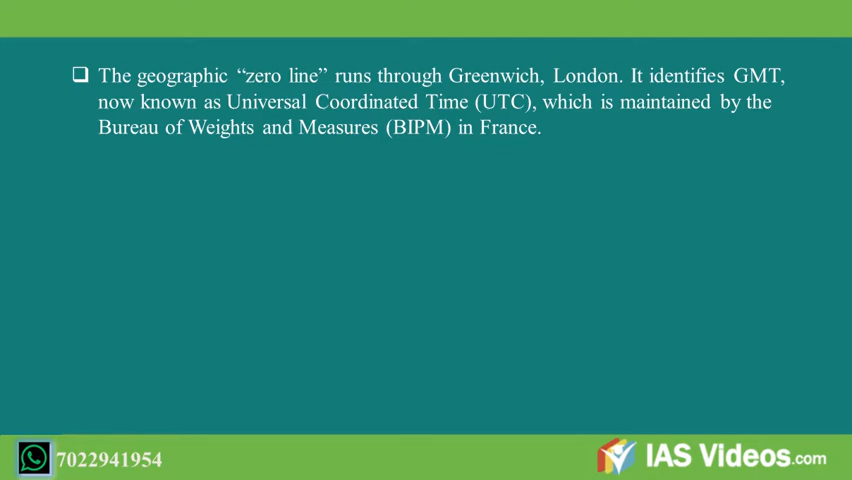 The geographic “zero line” runs through Greenwich, London. It identifies GMT,
now known as Universal Coordinated Time (UTC), which is maintained by the
Bureau of Weights and Measures (BIPM) in France.
7022941954
IAS Videos.com